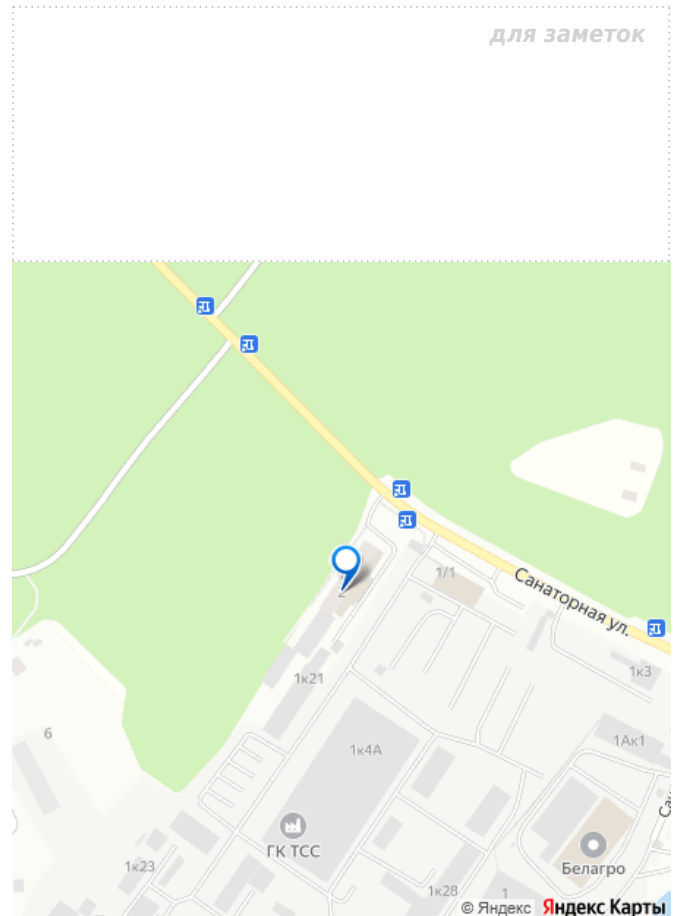 для заметок
1/1
Санаторная ул.
2
1к3
1к21
6
1к4А
1Ак1
ГК ТСС
1к23
Белагро
1к28
1
© Яндекс Яндекс Карты